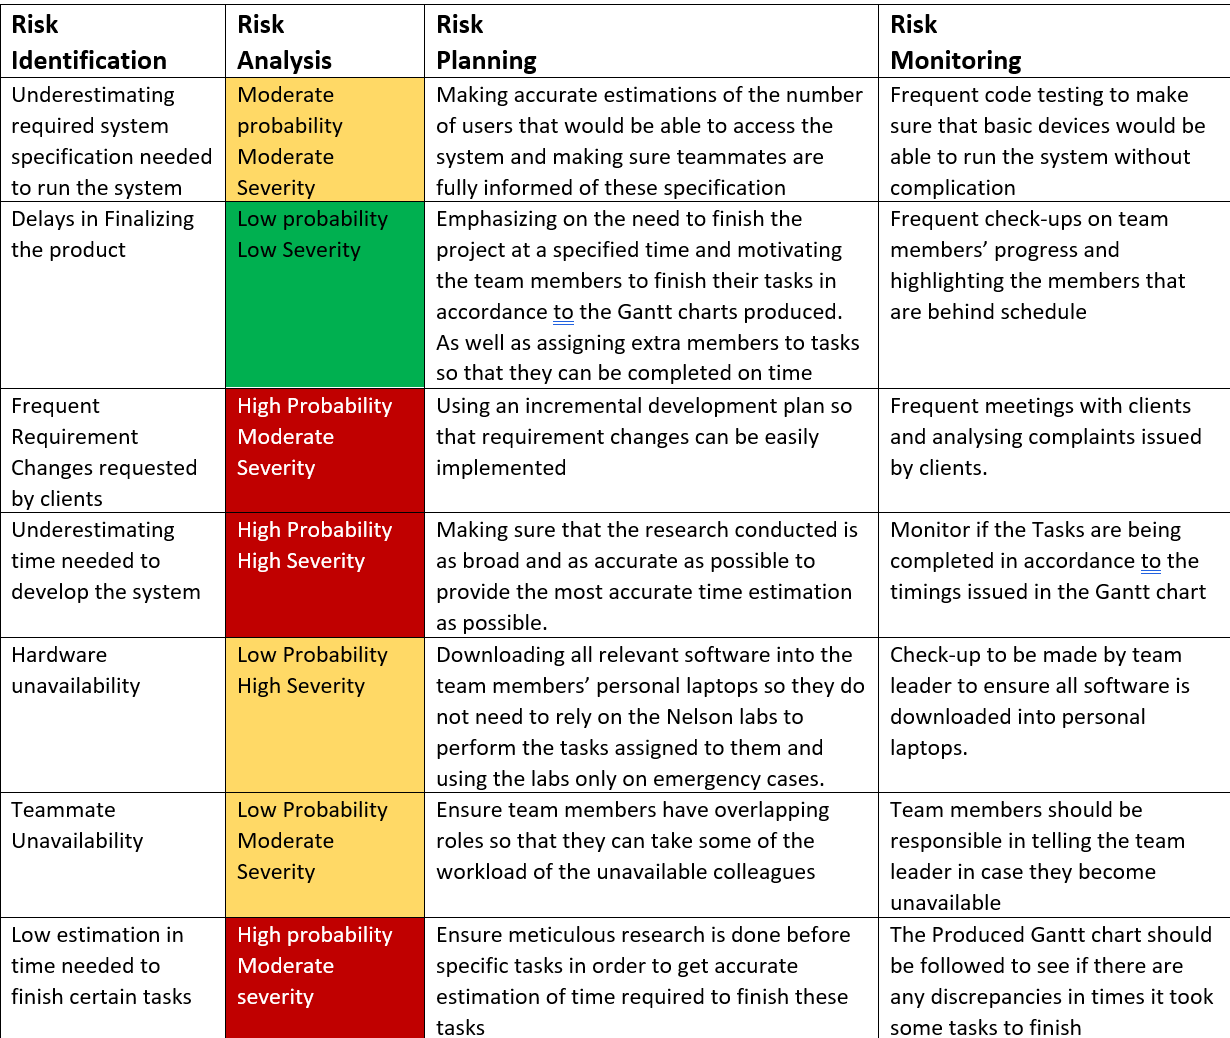 Risk
Identification
Risk
Analysis
Risk
Planning
Risk
Monitoring
Underestimating
required system
specification needed
to run the system
Moderate
probability
Moderate
Severity
Making accurate estimations of the number
of users that would be able to access the
system and making sure teammates are
fully informed of these specification
Frequent code testing to make
sure that basic devices would be
able to run the system without
complication
Delays in Finalizing
the product
Low probability
Low Severity
Emphasizing on the need to finish the
project at a specified time and motivating
the team members to finish their tasks in
accordance to the Gantt charts produced.
As well as assigning extra members to tasks
so that they can be completed on time
Frequent check-ups on team
members’ progress and
highlighting the members that
are behind schedule
Frequent
Requirement
Changes requested
by clients
High Probability
Moderate
Severity
Using an incremental development plan so
that requirement changes can be easily
implemented
Frequent meetings with clients
and analysing complaints issued
by clients.
Underestimating
time needed to
develop the system
High Probability
High Severity
Making sure that the research conducted is
as broad and as accurate as possible to
provide the most accurate time estimation
as possible.
Monitor if the Tasks are being
completed in accordance to the
timings issued in the Gantt chart
Hardware
unavailability
Low Probability
High Severity
Downloading all relevant software into the
team members’ personal laptops so they do
not need to rely on the Nelson labs to
perform the tasks assigned to them and
using the labs only on emergency cases.
Check-up to be made by team
leader to ensure all software is
downloaded into personal
laptops.
Teammate
Unavailability
Low Probability
Moderate
Severity
Ensure team members have overlapping
roles so that they can take some of the
workload of the unavailable colleagues
Team members should be
responsible in telling the team
leader in case they become
unavailable
Low estimation in
time needed to
finish certain tasks
High probability
Moderate
severity
Ensure meticulous research is done before
specific tasks in order to get accurate
estimation of time required to finish these
tasks
The Produced Gantt chart should
be followed to see if there are
any discrepancies in times it took
some tasks to finish